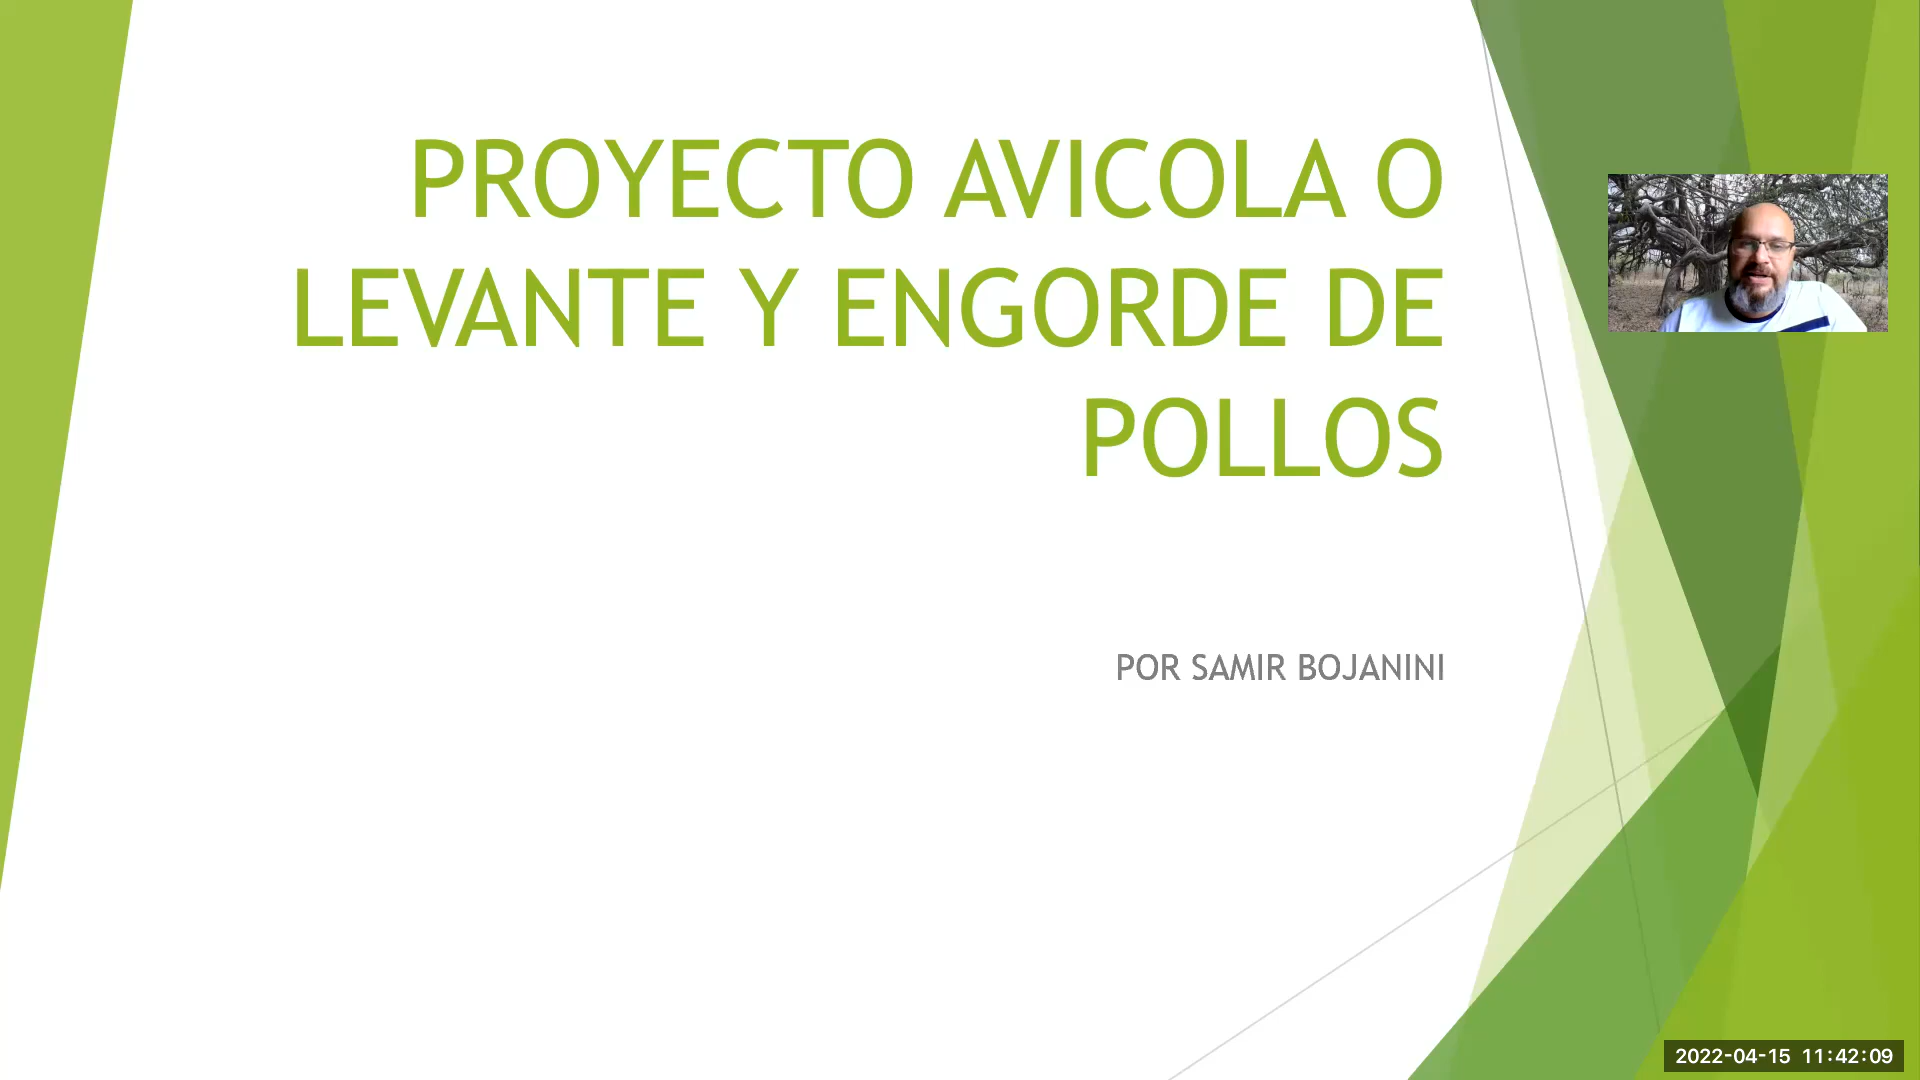 PROYECTO AVICOLA O
LEVANTE Y ENGORDE DE
POLLOS
POR SAMIR BOJANINI
2022-04-15 11:42:09